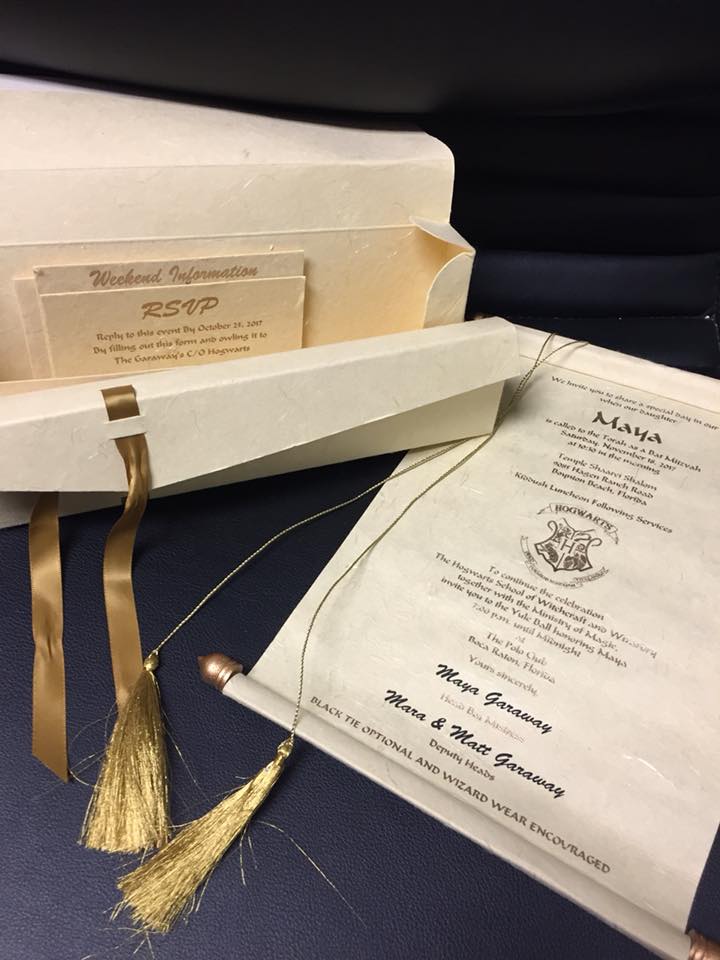 Weekend Information
RSVP
Reply to this event By October 25, 2017
By filling out this form and owling it to
The Garaway's C/O Hogwarts
We invite you to share a special day in our
when our daughter
Maya
is called to the Torah as a Bat Mitzvah
Saturday, November 18, 2017
at 10:30 in the morning
Temple Shaarei Shalom
9085 Hagen Ranch Road
Boynton Beach, Florida
Kiddush Luncheon Following Services
HOGWARTS
H
To continue the celebration
The Hogwarts School of Witchcraft and Wizardry
together with the Ministry of Magic,
invite you to the Yule Ball honoring Maya
7:00 p.m. until Midnight
at
The Polo Club
Boca Raton, Florida
Yours sincerely,
Maya Garaway
Head Bat Mistress
Mara & Matt Garaway
Deputy Heads
BLACK TIE OPTIONAL AND WIZARD WEAR ENCOURAGED